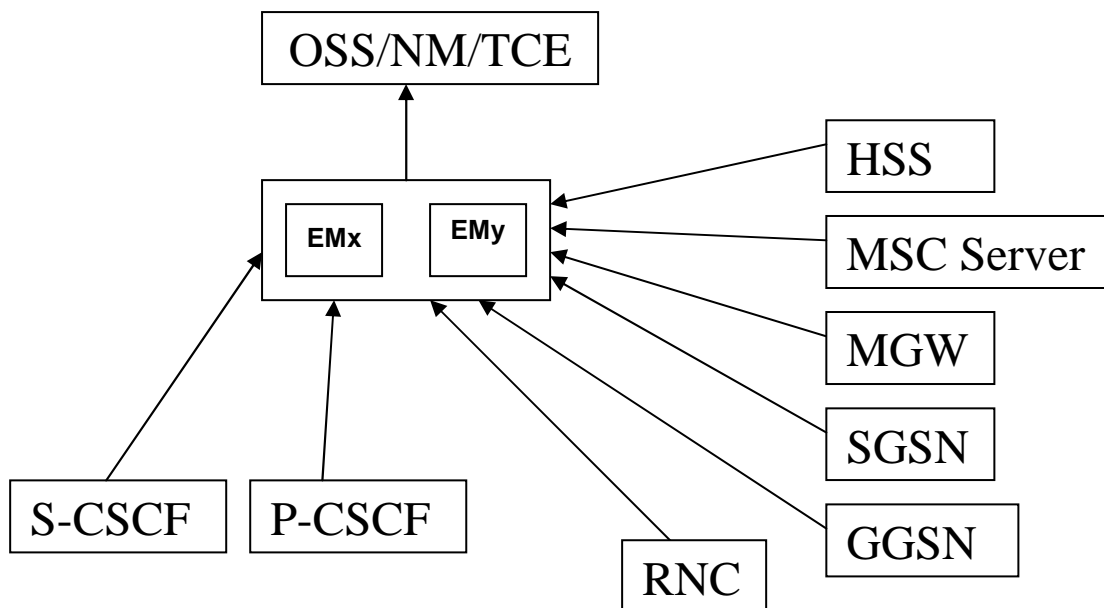 OSS/NM/TCE
HSS
EMx
EMy
MSC Server
MGW
SGSN
S-CSCF
P-CSCF
GGSN
RNC